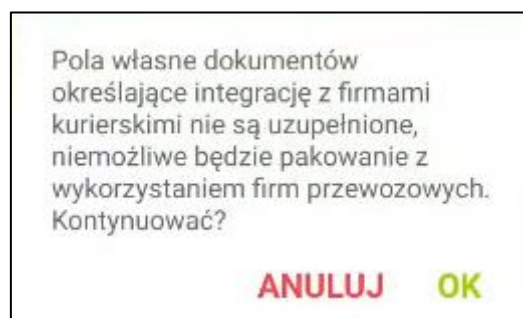 Pola własne dokumentów
określające integrację z firmami
kurierskimi nie są uzupełnione,
niemożliwe będzie pakowanie z
wykorzystaniem firm przewozowych.
Kontynuować?
ANULUJ OK